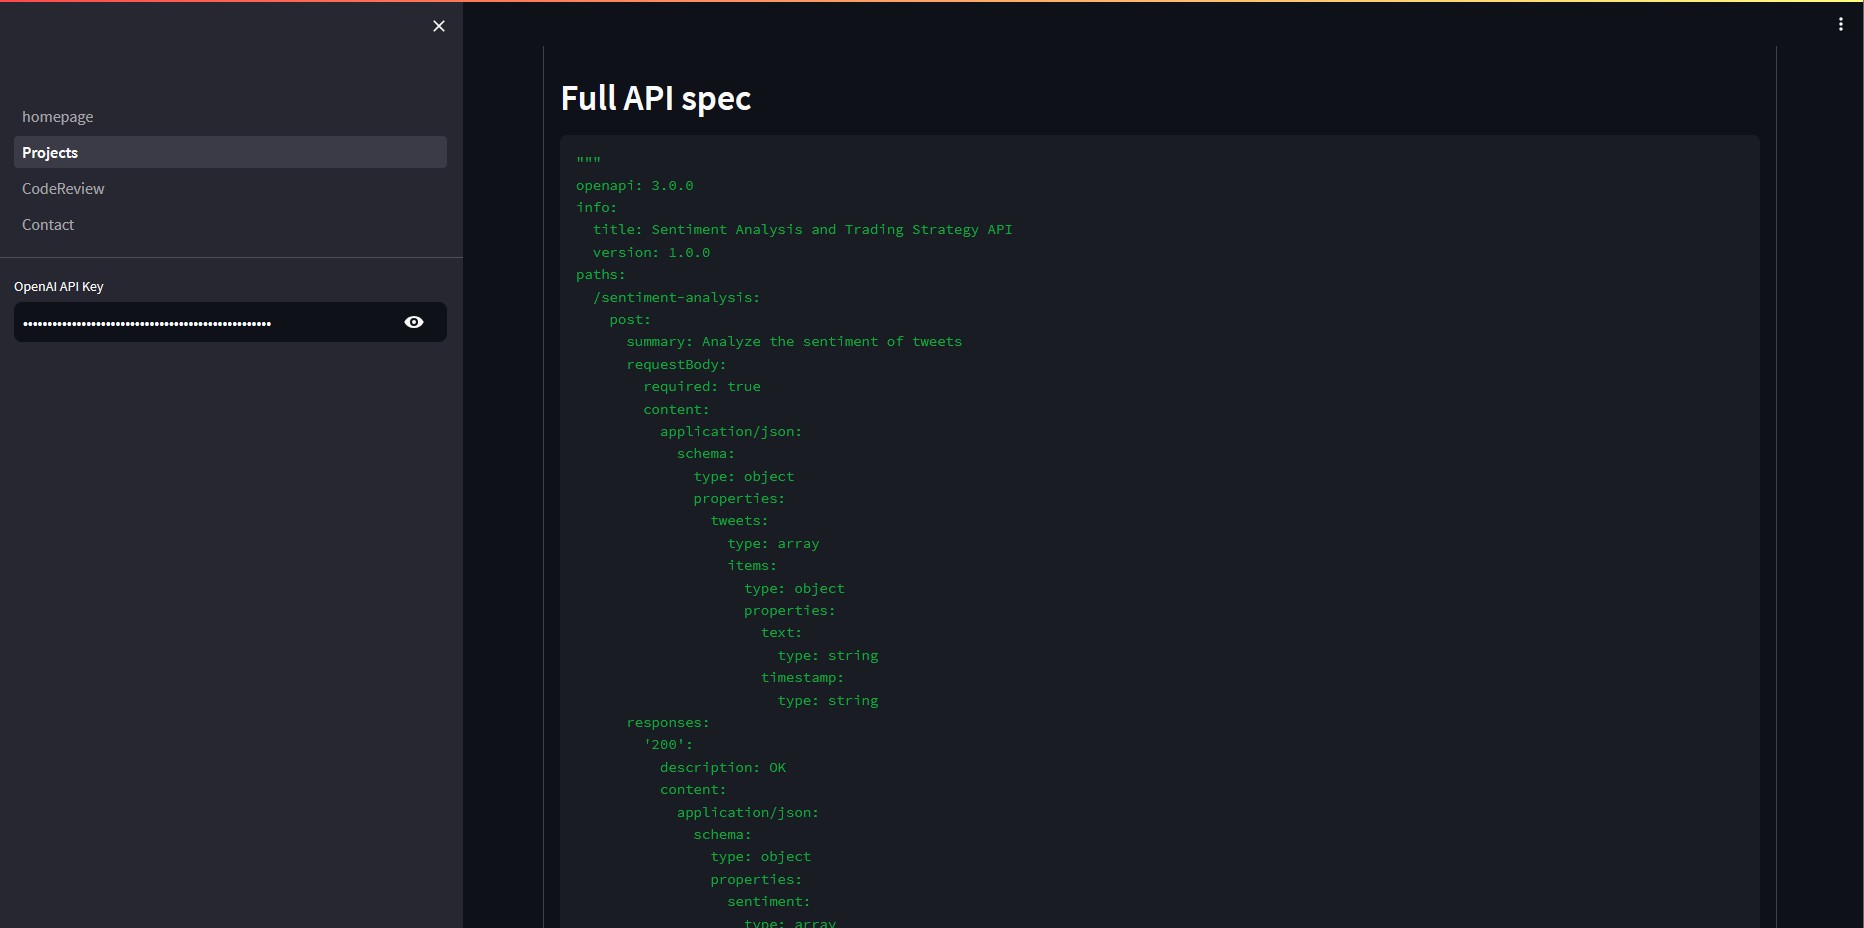 homepage
Projects
CodeReview
Contact
OpenAI API Key
Full API spec
"""
openapi: 3.0.0
info:
  title: Sentiment Analysis and Trading Strategy API
  version: 1.0.0
paths:
  /sentiment-analysis:
    post:
      summary: Analyze the sentiment of tweets
      requestBody:
        required: true
        content:
          application/json:
            schema:
              type: object
              properties:
                tweets:
                  type: array
                  items:
                    type: object
                    properties:
                      text:
                        type: string
                      timestamp:
                        type: string
      responses:
        '200':
          description: OK
          content:
            application/json:
              schema:
                type: object
                properties:
                  sentiment:
                    type: array